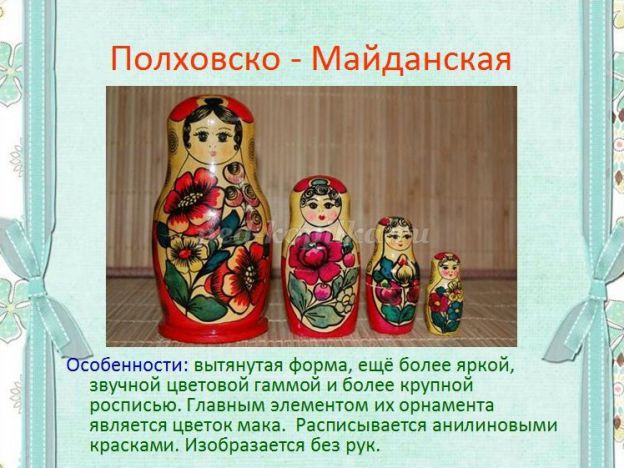 Полховско - Майданская
Особенности: вытянутая форма, ещё более яркой,
звучной цветовой гаммой и более крупной
росписью. Главным элементом их орнамента
является цветок мака.  Расписывается анилиновыми
красками. Изобразается без рук.